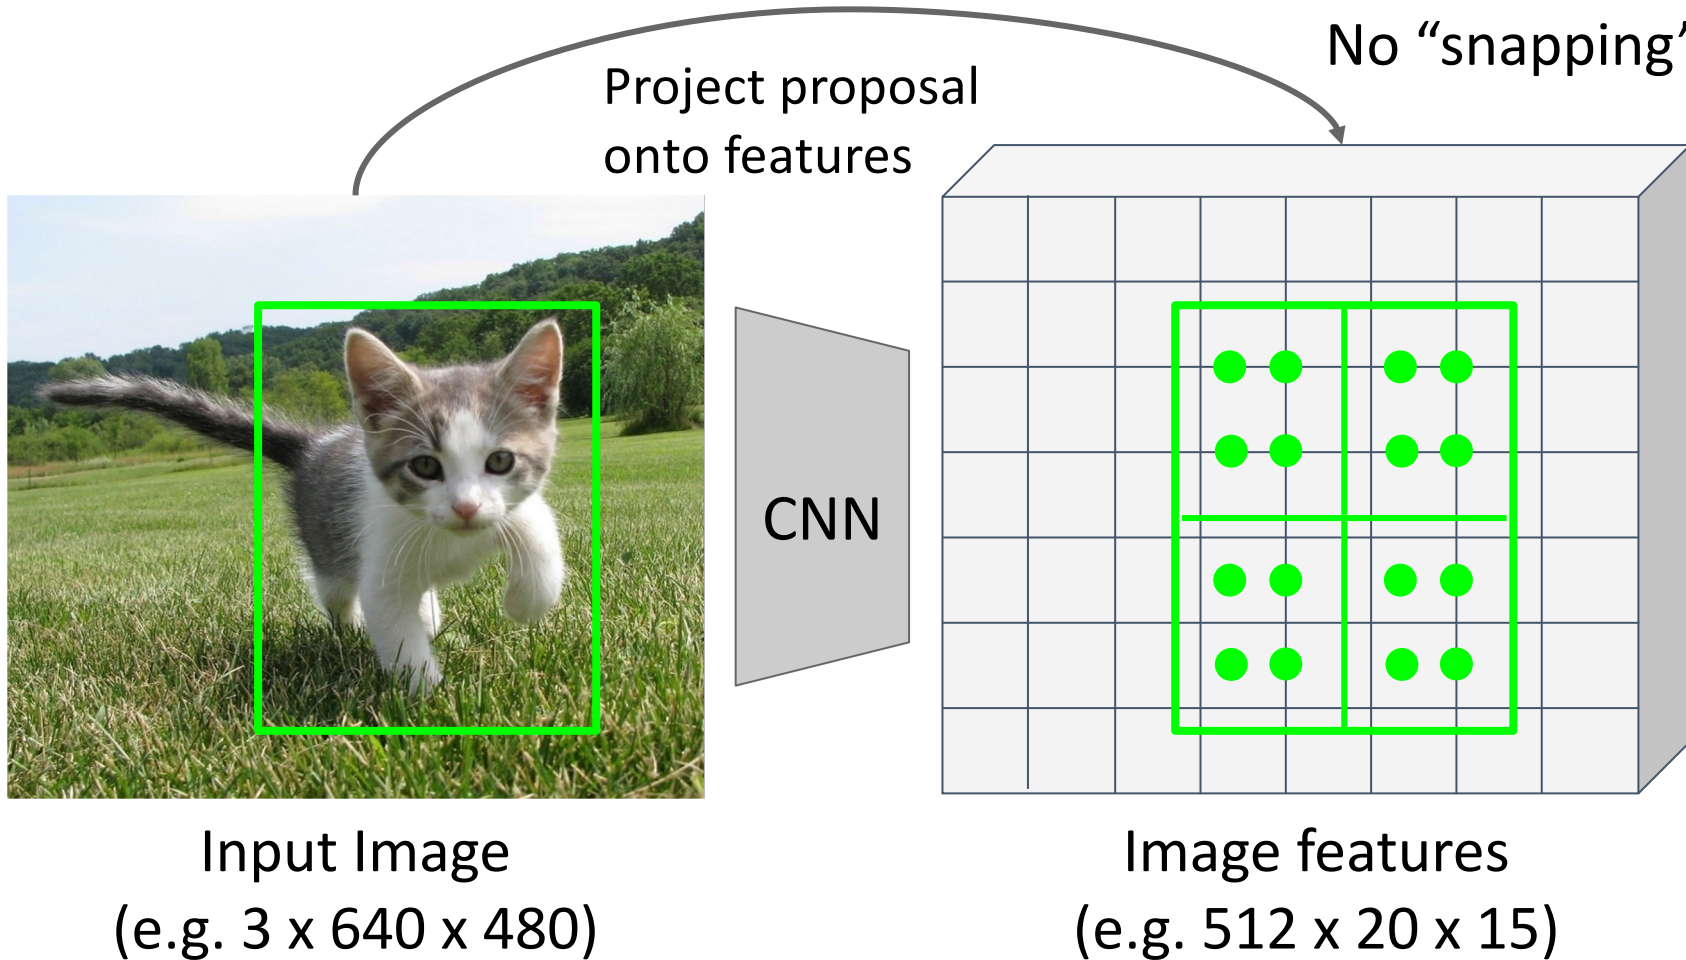 No “snapping”
Project proposal
onto features
CNN
Input Image
(e.g. 3 x 640 x 480)
Image features
(e.g. 512 x 20 x 15)